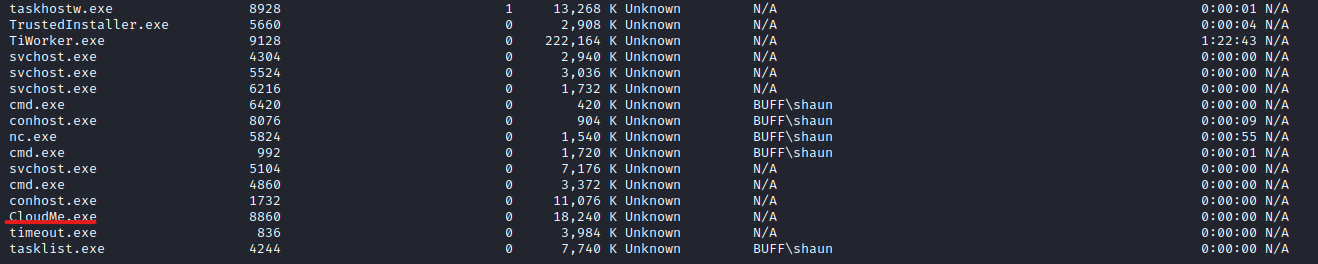 taskhostw.exe 8928 1 13,268 K Unknown N/A 0:00:01 N/A
TrustedInstaller.exe 5660 0 2,908 K Unknown N/A 0:00:04 N/A
TiWorker.exe 9128 0 222,164 K Unknown N/A 1:22:43 N/A
svchost.exe 4304 0 2,940 K Unknown N/A 0:00:00 N/A
svchost.exe 5524 0 3,036 K Unknown N/A 0:00:00 N/A
svchost.exe 6216 0 1,732 K Unknown N/A 0:00:00 N/A
cmd.exe 6420 0 420 K Unknown BUFF\shaun 0:00:00 N/A
conhost.exe 8076 0 904 K Unknown BUFF\shaun 0:00:09 N/A
nc.exe 5824 0 1,540 K Unknown BUFF\shaun 0:00:55 N/A
cmd.exe 992 0 1,720 K Unknown BUFF\shaun 0:00:01 N/A
svchost.exe 5104 0 7,176 K Unknown N/A 0:00:00 N/A
cmd.exe 4860 0 3,372 K Unknown N/A 0:00:00 N/A
conhost.exe 1732 0 11,076 K Unknown N/A 0:00:00 N/A
CloudMe.exe 8860 0 18,240 K Unknown N/A 0:00:00 N/A
timeout.exe 836 0 3,984 K Unknown N/A 0:00:00 N/A
tasklist.exe 4244 0 7,740 K Unknown BUFF\shaun 0:00:00 N/A